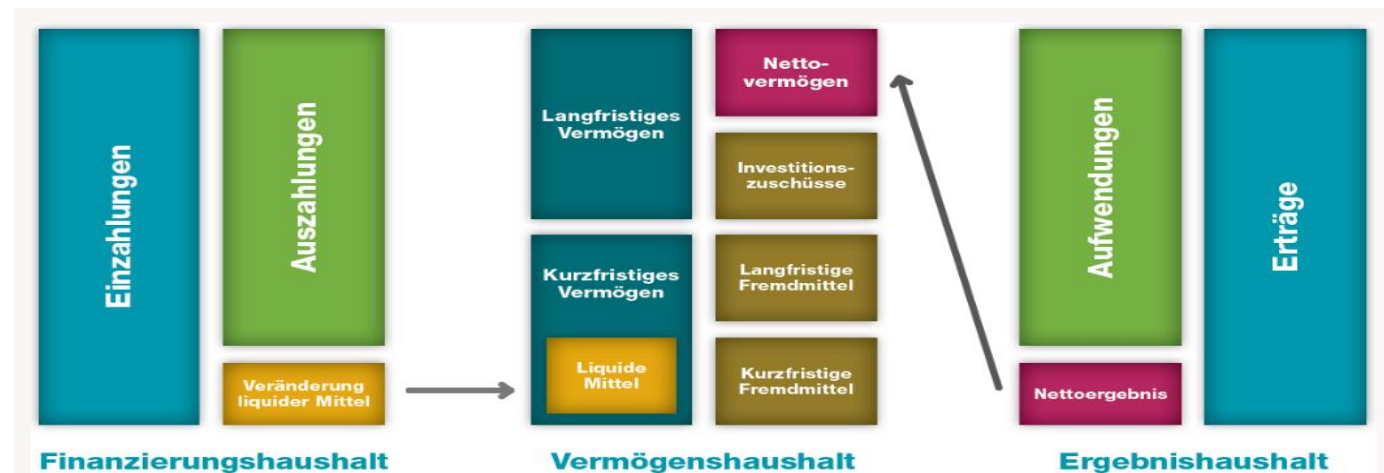 Einzahlungen
Auszahlungen
Veränderung
liquider Mittel
Finanzierungshaushalt
Langfristiges
Vermögen
Kurzfristiges
Vermögen
Liquide
Mittel
Netto-
vermögen
Investitions-
zuschüsse
Langfristige
Fremdmittel
Kurzfristige
Fremdmittel
Vermögenshaushalt
Aufwendungen
Nettoergebnis
Erträge
Ergebnishaushalt